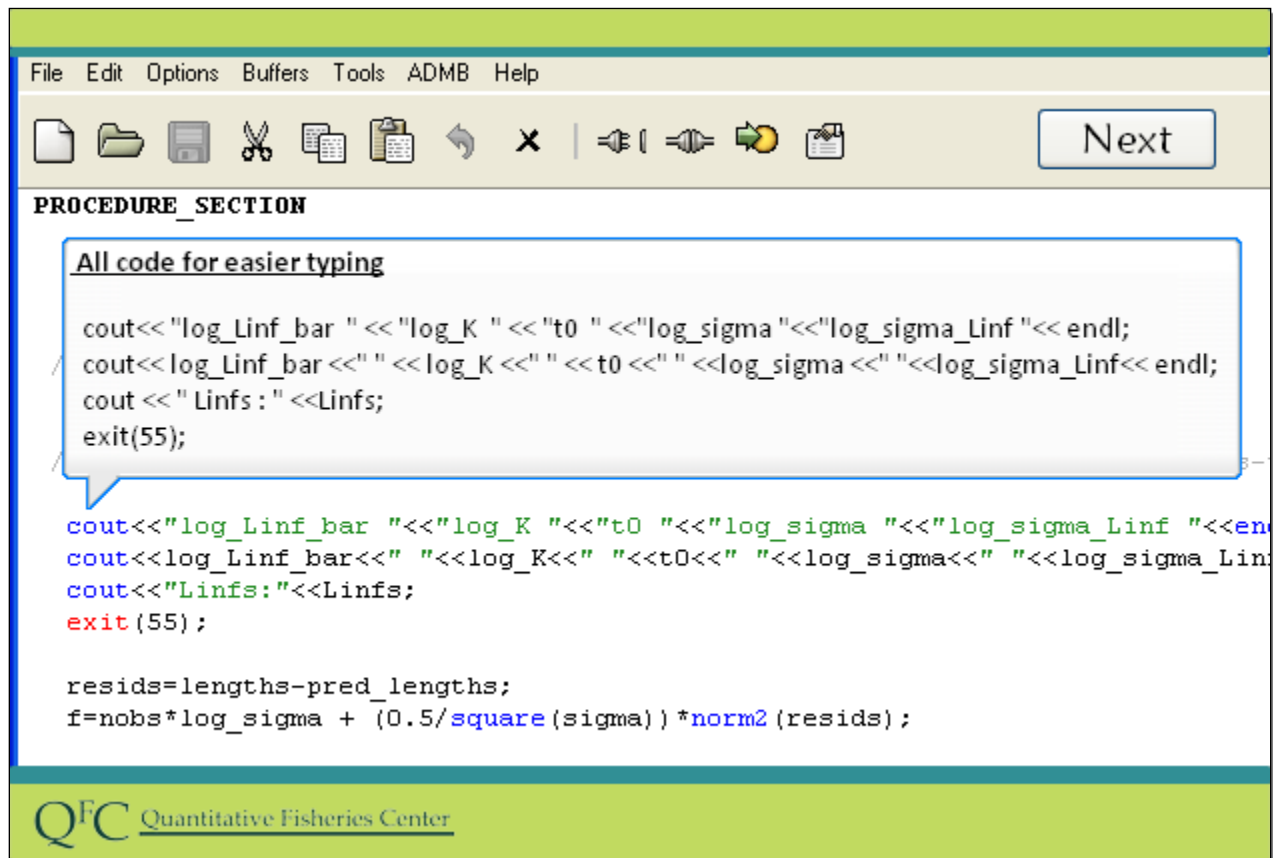 File Edit Options Buffers Tools ADMB Help
Next
PROCEDURE_SECTION
All code for easier typing
cout<< "log_Linf_bar " << "log_K " << "t0 " <<"log_sigma "<<"log_sigma_Linf "<< endl;
cout<< log_Linf_bar <<" " << log_K <<" " << t0 <<" " <<log_sigma <<" "<<log_sigma_Linf<< endl;
cout << " Linfs : " <<Linfs;
exit(55);
/
/ s-
cout<<"log_Linf_bar "<<"log_K "<<"t0 "<<"log_sigma "<<"log_sigma_Linf "<<en
cout<<log_Linf_bar<<" "<<log_K<<" "<<t0<<" "<<log_sigma<<" "<<log_sigma_Lin
cout<<"Linfs:"<<Linfs;
exit(55);
resids=lengths-pred_lengths;
f=nobs*log_sigma + (0.5/square(sigma))*norm2(resids);
QFC Quantitative Fisheries Center